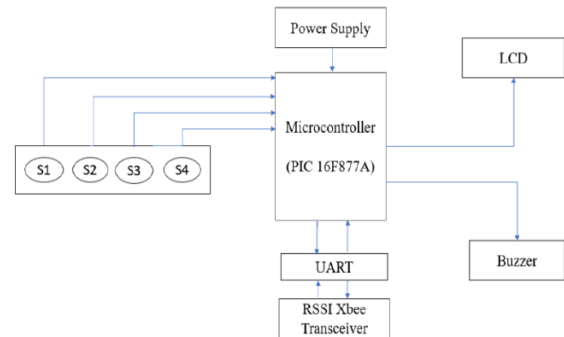 Power Supply
LCD
Microcontroller
(PIC 16F877A)
S1 S2 S3 S4
UART
Buzzer
RSSI Xbee
Transceiver